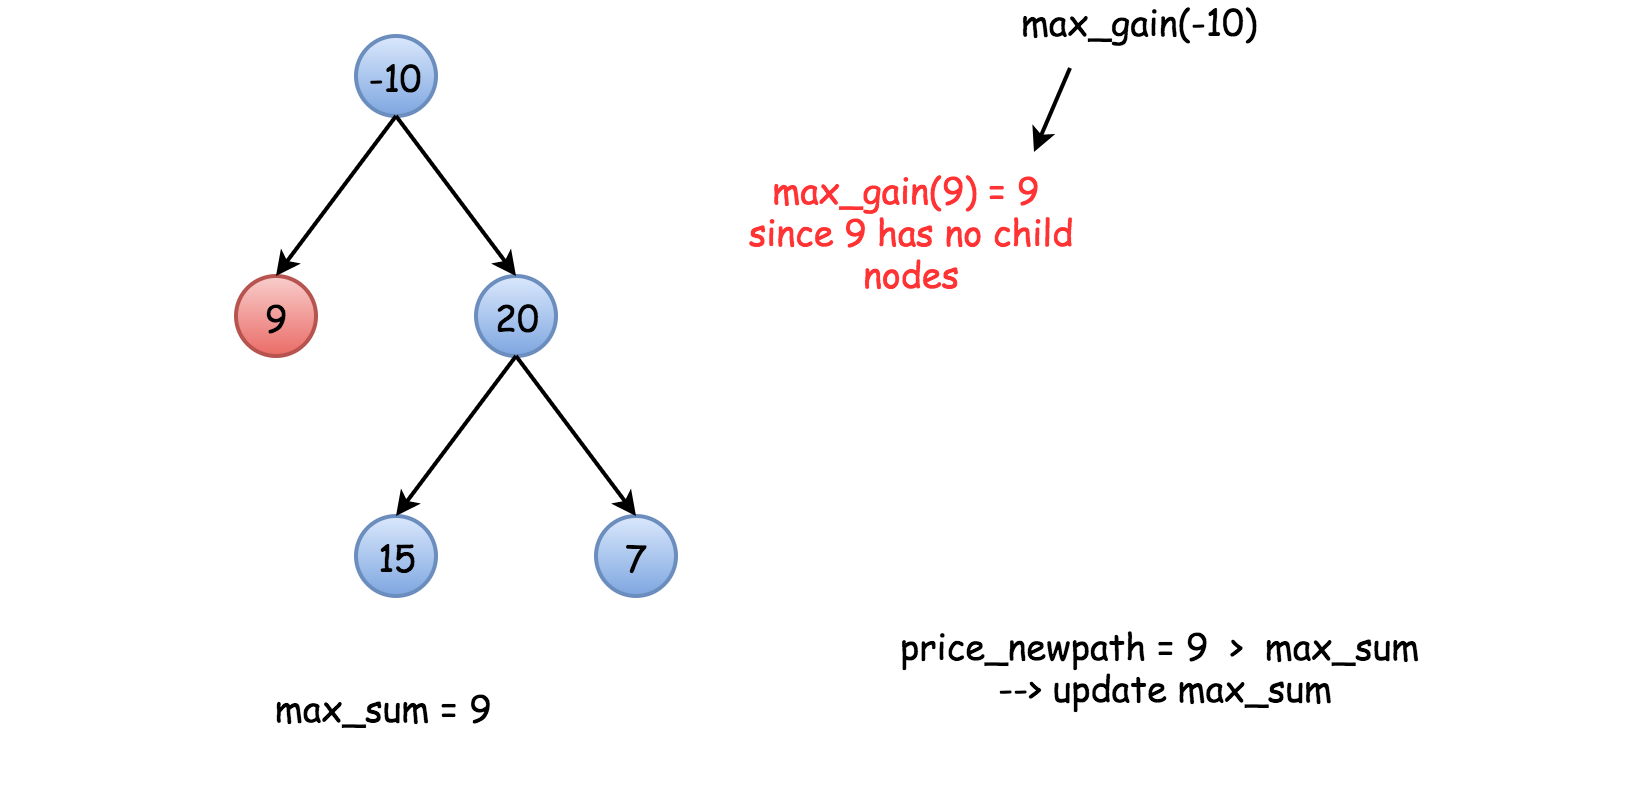 max_gain(-10)
-10
max_gain(9) = 9
since 9 has no child
nodes
9
20
15
7
price_newpath = 9 > max_sum
--> update max_sum
max_sum = 9